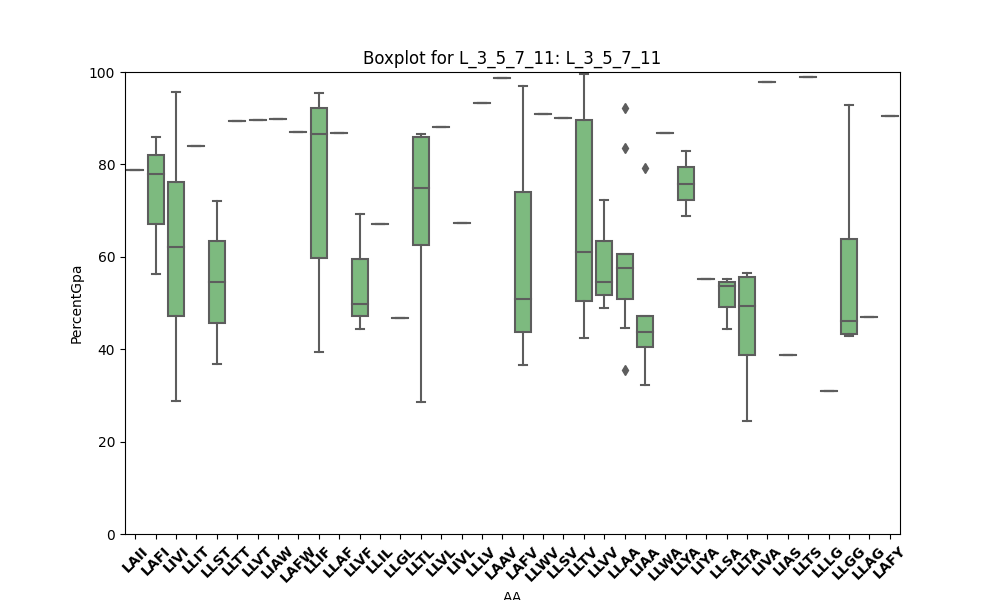 Boxplot for L_3_5_7_11: L_3_5_7_11
PercentGpa
100
80
60
40
20
0
LAII
LAFI
LIVI
LLIT
LLST
LLTT
LLVT
LIAW
LAFW
LLIF
LLAF
LLVF
LLIL
LLGL
LLTL
LLVL
LIVL
LLLV
LAAV
LAFV
LLWV
LLSV
LLTV
LLVV
LLAA
LIAA
LLWA
LLYA
LIYA
LLSA
LLTA
LIVA
LIAS
LLTS
LLLG
LLGG
LLAG
LAFY
AA